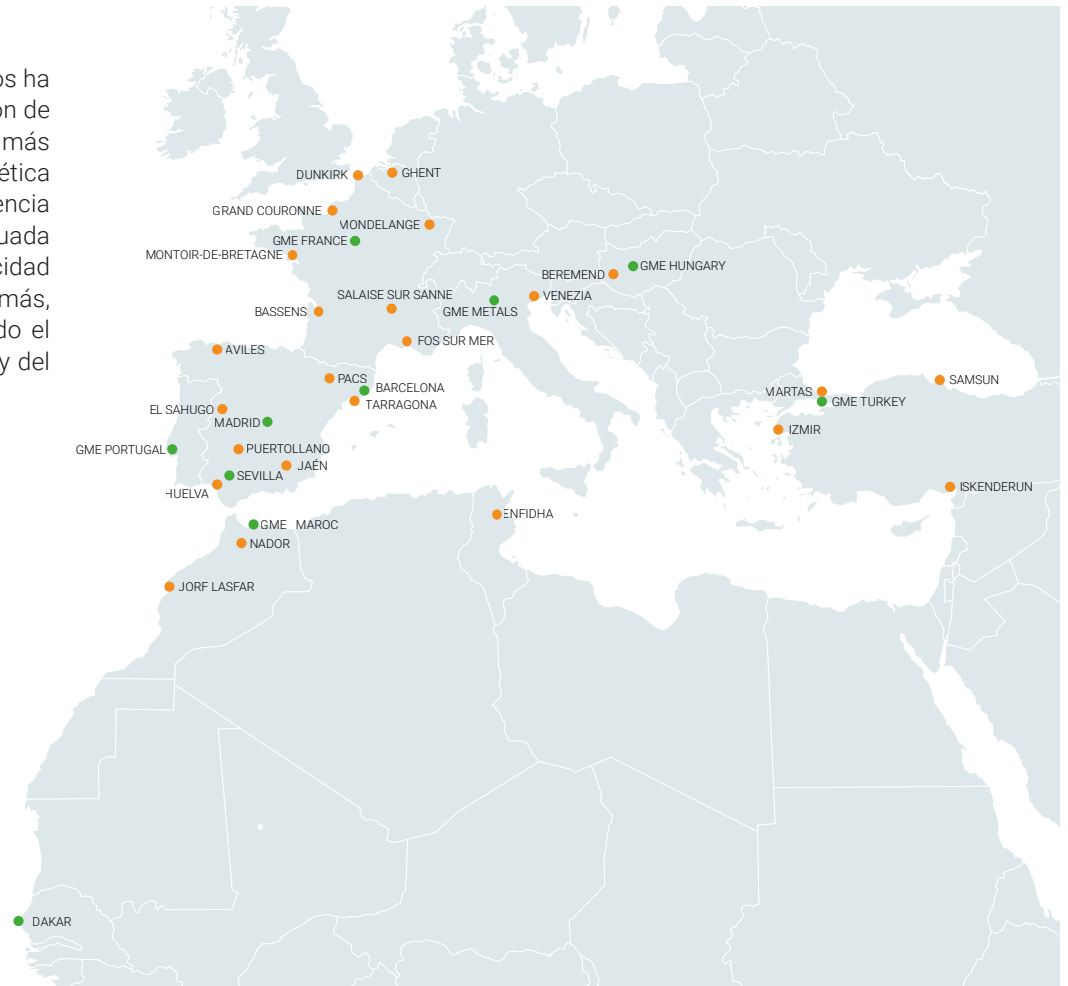 os ha
ón de
más
ética
encia
uada
cidad
más,
do el
y del
DUNKIRK
GHENT
GRAND COURONNE
MONDELANGE
GME FRANCE
MONTOIR-DE-BRETAGNE
BEREMEND
GME HUNGARY
SALAISE SUR SANNE
VENEZIA
BASSENS
GME METALS
FOS SUR MER
AVILES
PACS
BARCELONA
TARRAGONA
SAMSUN
MARTAS
GME TURKEY
EL SAHUGO
MADRID
IZMIR
GME PORTUGAL
PUERTOLLANO
JAÉN
SEVILLA
HUELVA
ISKENDERUN
ENFIDHA
GME MAROC
NADOR
JORF LASFAR
DAKAR